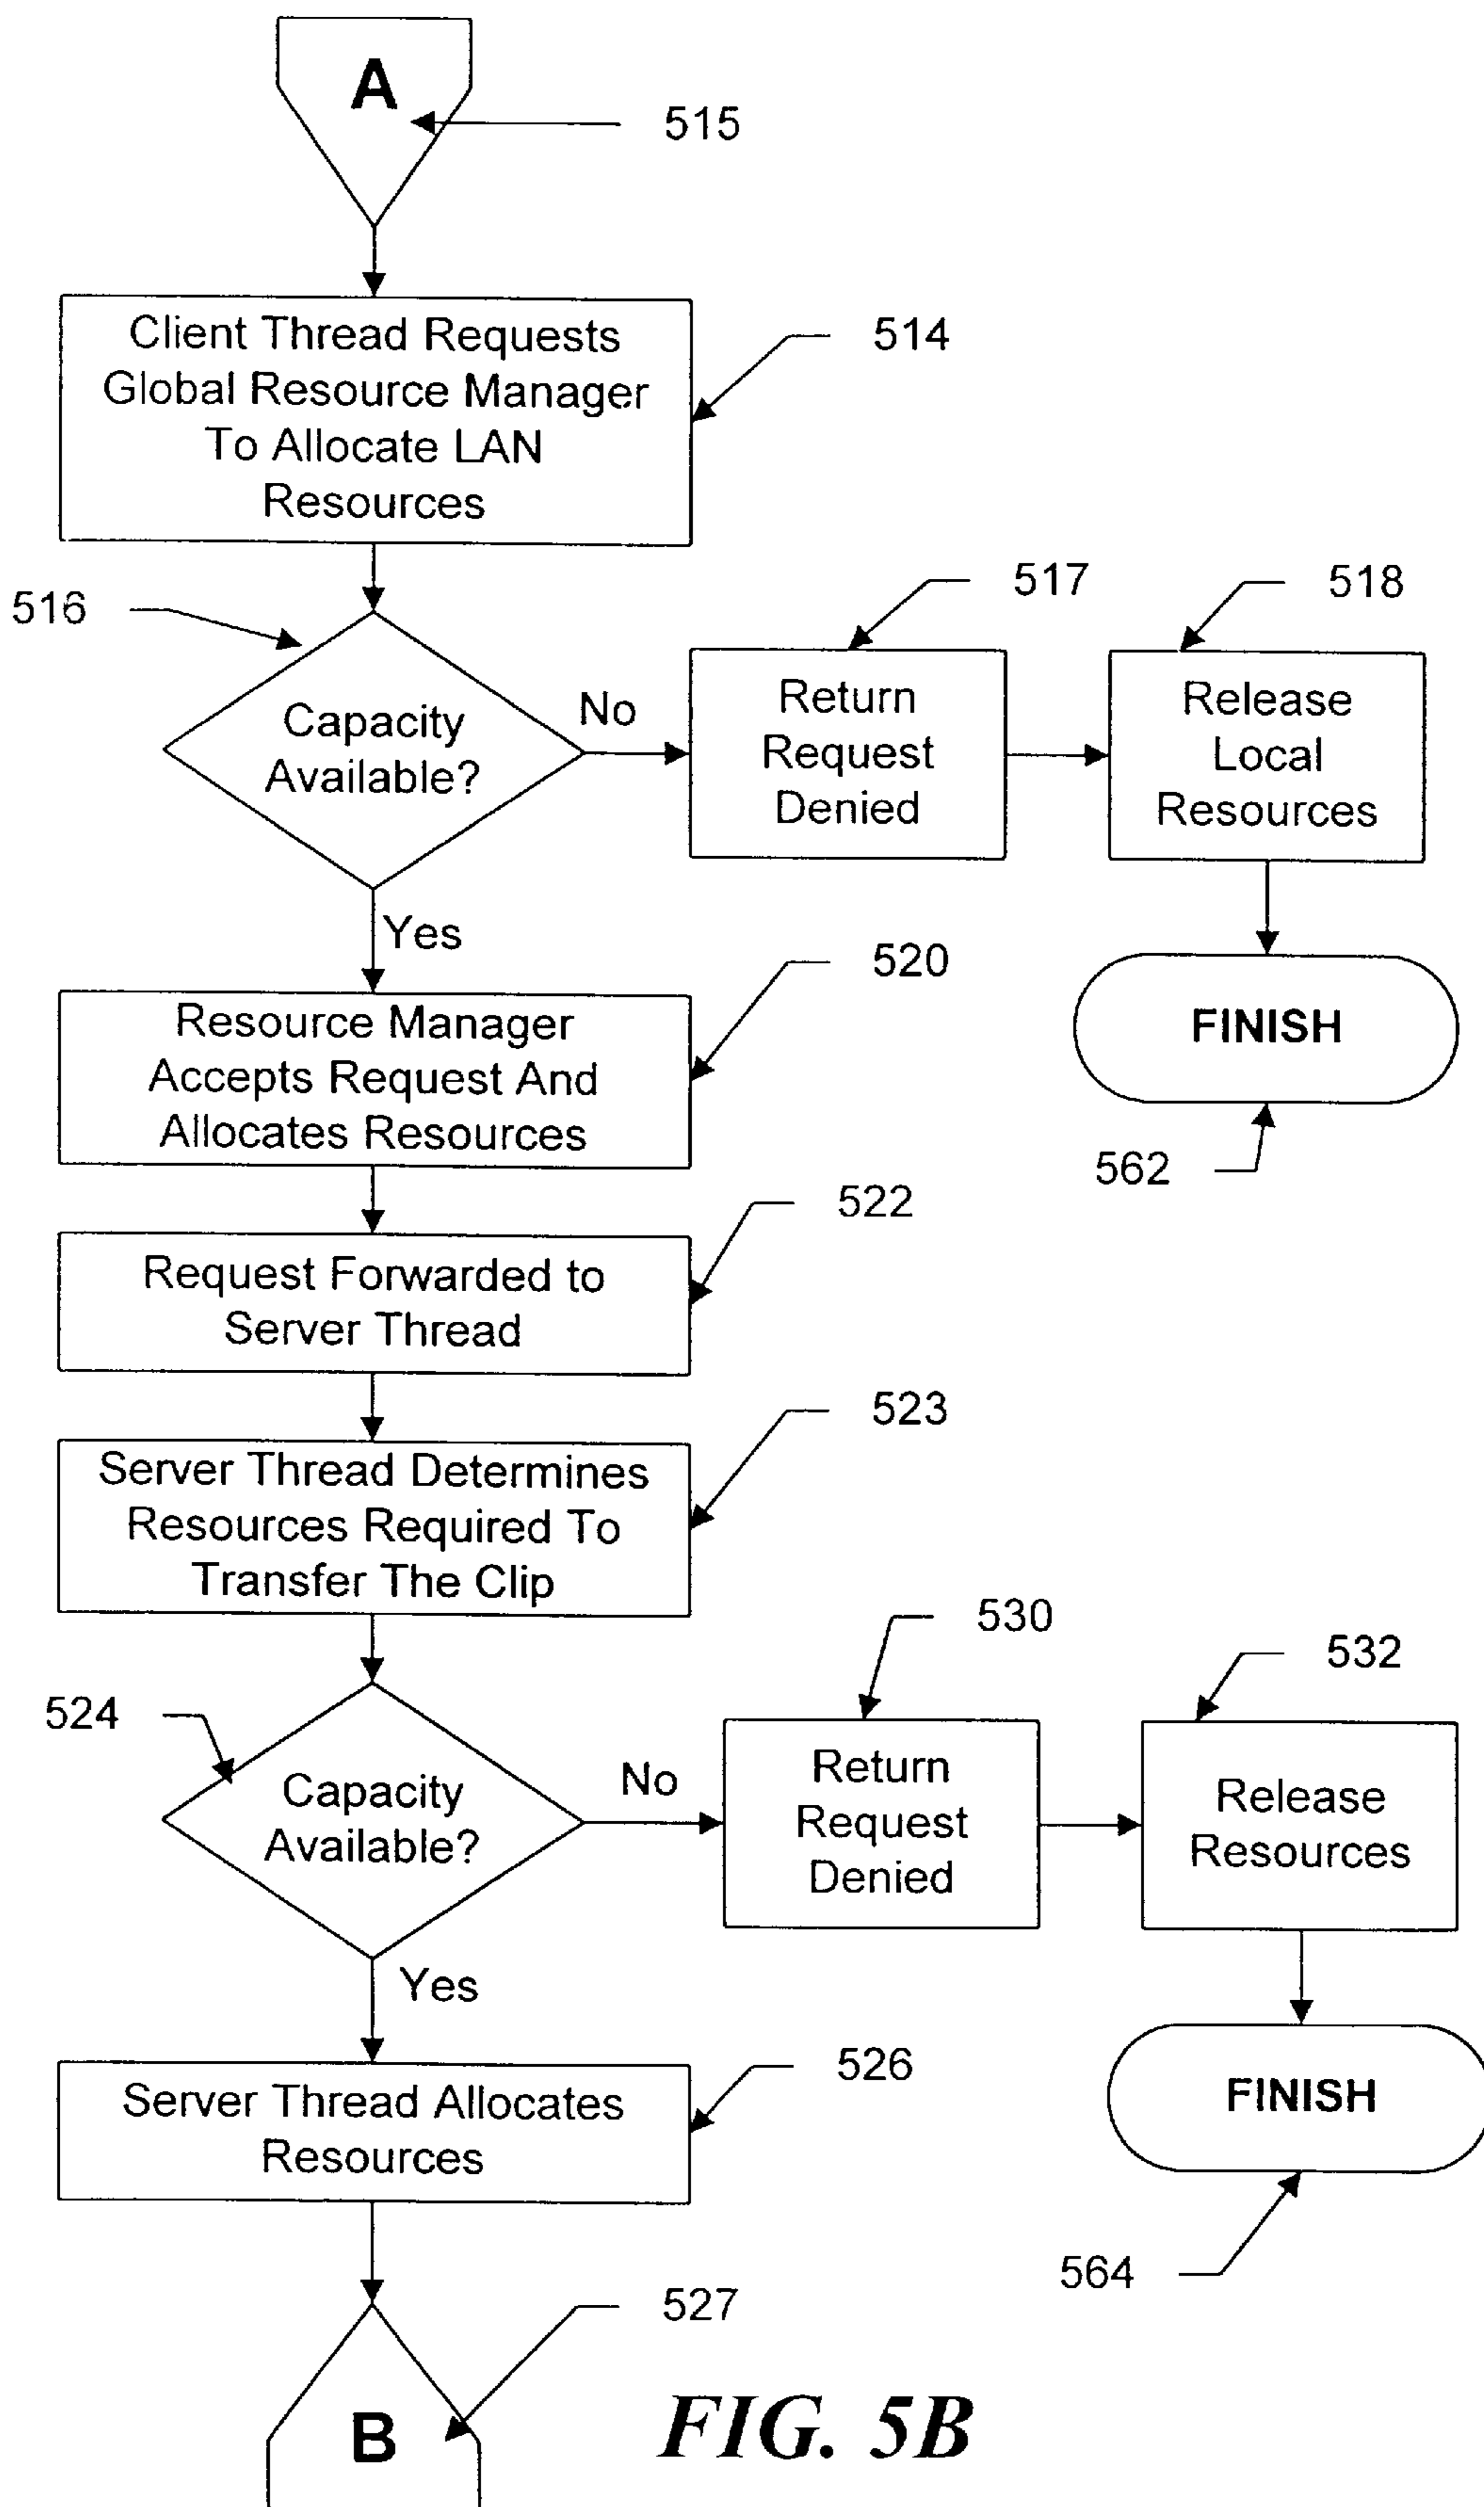 A
515
Client Thread Requests
Global Resource Manager
To Allocate LAN
Resources
514
516
Capacity
Available?
No
517
Return
Request
Denied
518
Release
Local
Resources
Yes
FINISH
562
520
Resource Manager
Accepts Request And
Allocates Resources
522
Request Forwarded to
Server Thread
523
Server Thread Determines
Resources Required To
Transfer The Clip
524
Capacity
Available?
No
530
Return
Request
Denied
532
Release
Resources
Yes
FINISH
564
526
Server Thread Allocates
Resources
527
B
FIG. 5B